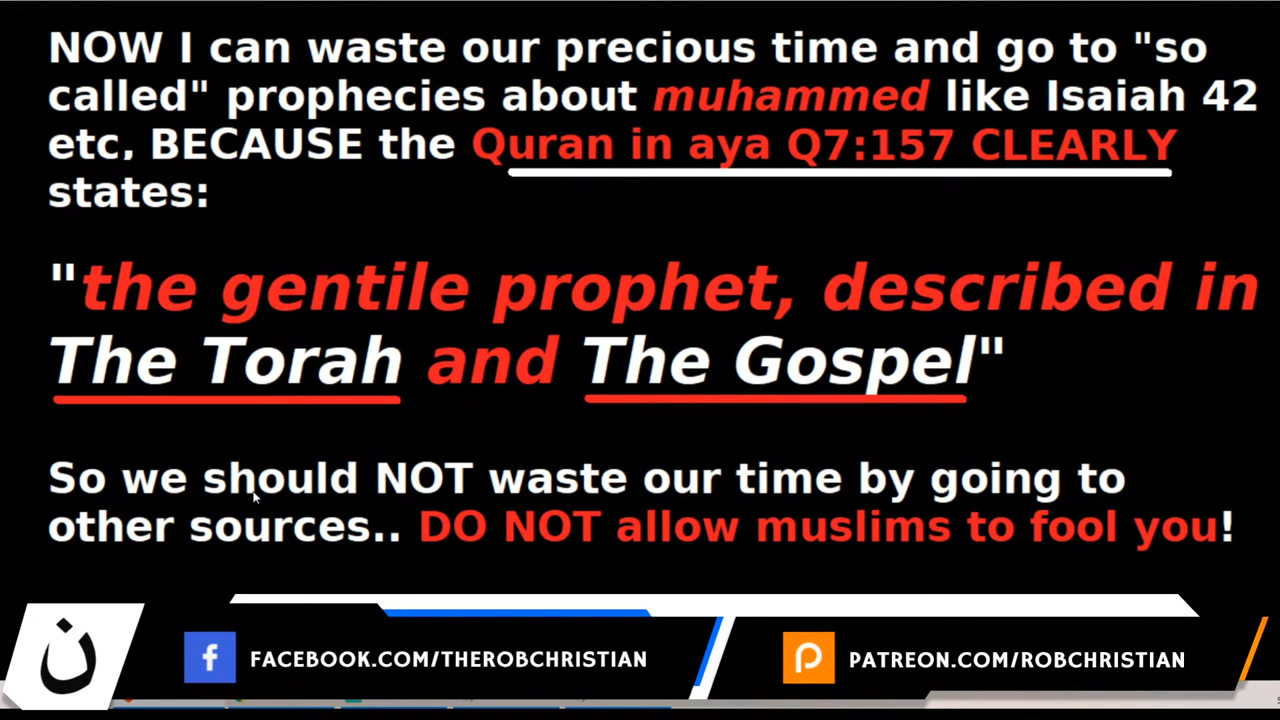 NOW I can waste our precious time and go to "so
called" prophecies about muhammed like Isaiah 42
etc, BECAUSE the Quran in aya Q7:157 CLEARLY
states:
"the gentile prophet, described in
The Torah and The Gospel"
So we should NOT waste our time by going to
other sources.. DO NOT allow muslims to fool you!
ن
f FACEBOOK.COM/THEROBCHRISTIAN
PATREON.COM/ROBCHRISTIAN